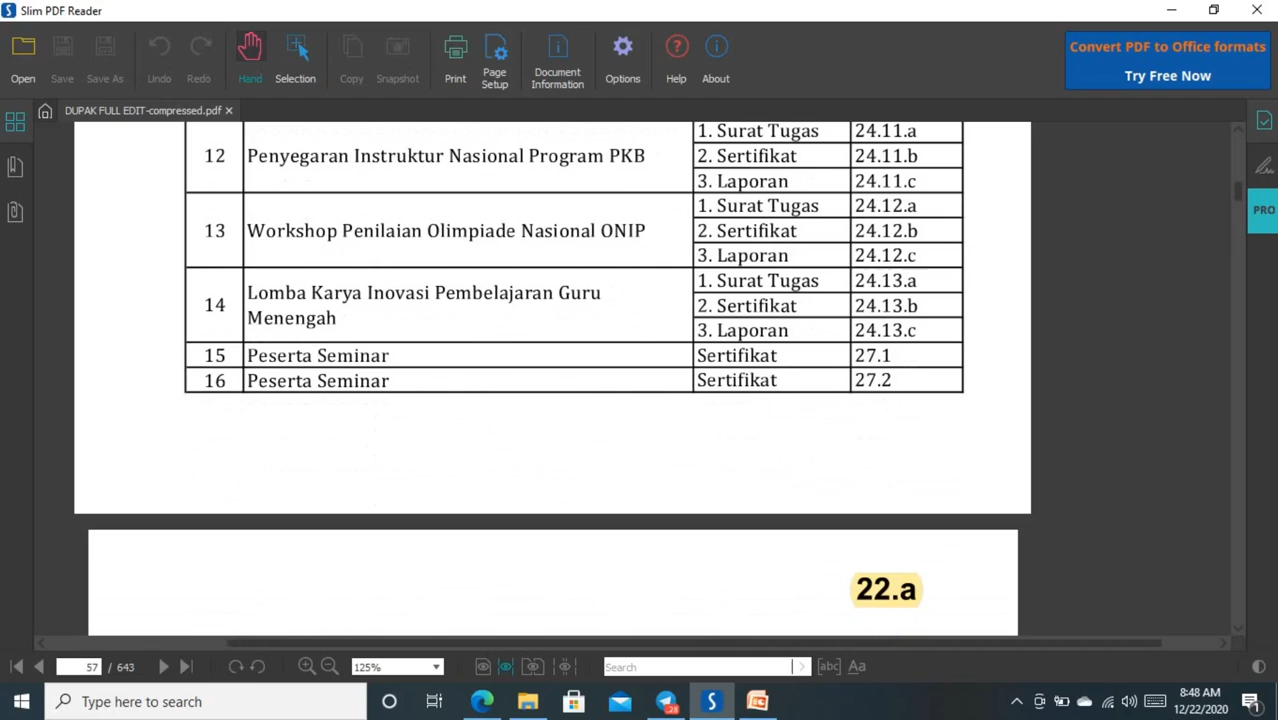 Slim PDF Reader
Open
Save
Save As
Undo
Redo
Hand
Selection
Copy
Snapshot
Print
Page Setup
Document Information
Options
Help
About
Convert PDF to Office formats
Try Free Now
DUPAK FULL EDIT-compressed.pdf
PRO
1. Surat Tugas 24.11.a
12 Penyegaran Instruktur Nasional Program PKB 2. Sertifikat 24.11.b
3. Laporan 24.11.c
1. Surat Tugas 24.12.a
13 Workshop Penilaian Olimpiade Nasional ONIP 2. Sertifikat 24.12.b
3. Laporan 24.12.c
1. Surat Tugas 24.13.a
14 Lomba Karya Inovasi Pembelajaran Guru
Menengah 2. Sertifikat 24.13.b
3. Laporan 24.13.c
15 Peserta Seminar Sertifikat 27.1
16 Peserta Seminar Sertifikat 27.2
22.a
57 / 643
125%
Search
[abc]
Aa
Type here to search
28
8:48 AM
12/22/2020
1